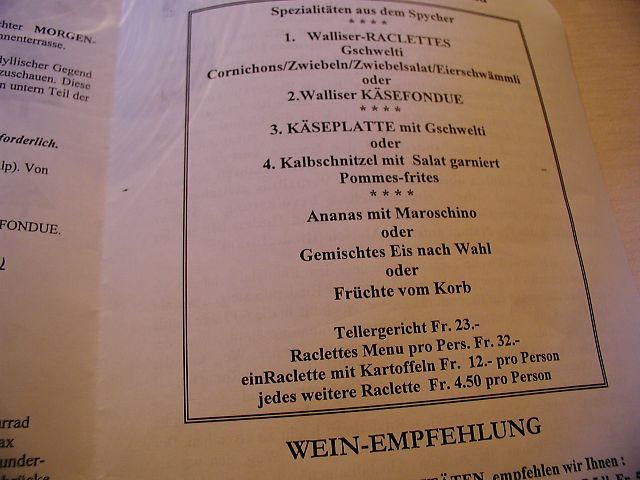 chter MORGEN-
nnenterrasse.
dyllischer Gegend
zuschauen. Diese
n untern Teil der
forderlich.
lp). Von
FONDUE.
rrad
ax
under-
Spezialitäten aus dem Spycher
* * * *
1. Walliser-RACLETTES
Gschwelti
Cornichons/Zwiebeln/Zwiebelsalat/Eierschwämmli
oder
2.Walliser KÄSEFONDUE
* * * *
3. KÄSEPLATTE mit Gschwelti
oder
4. Kalbschnitzel mit Salat garniert
Pommes-frites
* * * *
Ananas mit Maroschino
oder
Gemischtes Eis nach Wahl
oder
Früchte vom Korb
Tellergericht Fr. 23.-
Raclettes Menu pro Pers. Fr. 32.-
einRaclette mit Kartoffeln Fr. 12.- pro Person
jedes weitere Raclette Fr. 4.50 pro Person
WEIN-EMPFEHLUNG
empfehlen wir Ihnen :